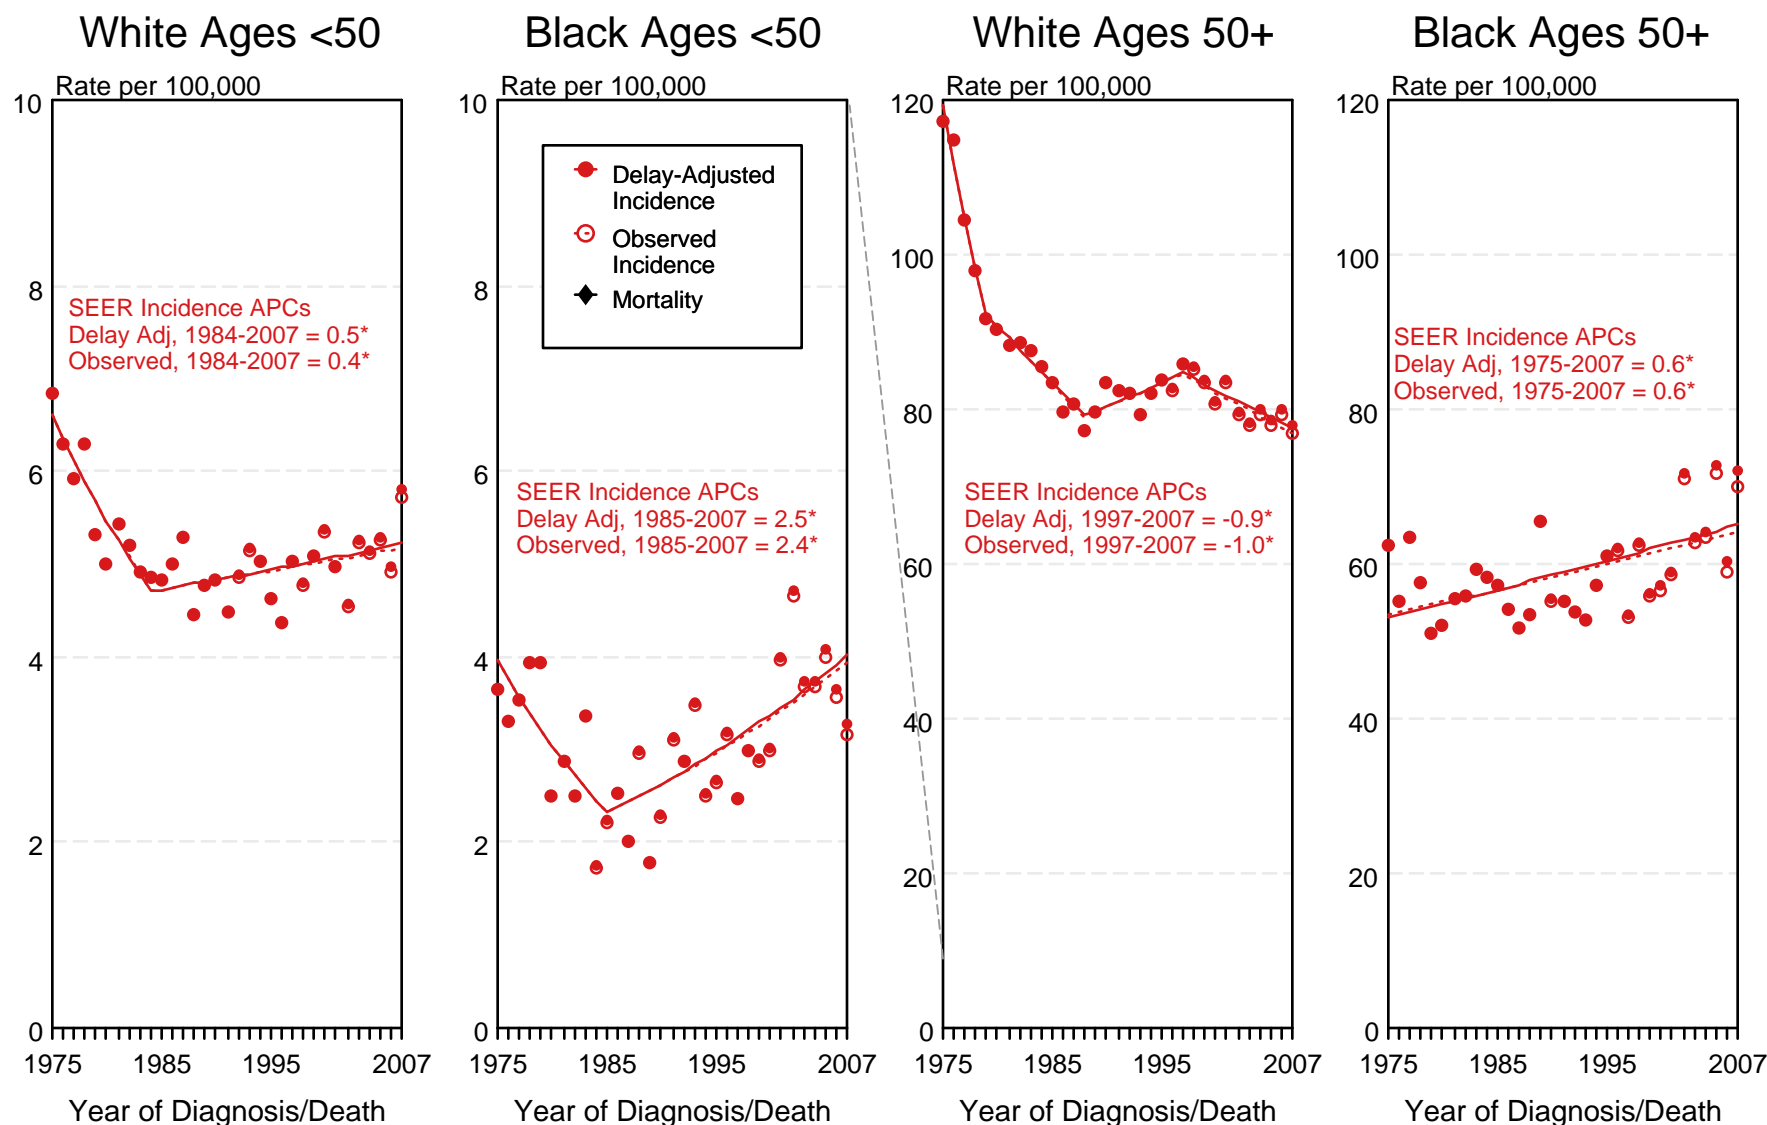 White Ages <50
Black Ages <50
White Ages 50+
Black Ages 50+
Rate per 100,000
Rate per 100,000
Rate per 100,000
Rate per 100,000
10
8
6
4
2
0
SEER Incidence APCs
Delay Adj, 1984-2007 = 0.5*
Observed, 1984-2007 = 0.4*
1975
1985
1995
2007
Year of Diagnosis/Death
10
8
6
4
2
0
Delay-Adjusted
Incidence
Observed
Incidence
Mortality
SEER Incidence APCs
Delay Adj, 1985-2007 = 2.5*
Observed, 1985-2007 = 2.4*
1975
1985
1995
2007
Year of Diagnosis/Death
120
100
80
60
40
20
0
SEER Incidence APCs
Delay Adj, 1997-2007 = -0.9*
Observed, 1997-2007 = -1.0*
1975
1985
1995
2007
Year of Diagnosis/Death
120
100
80
60
40
20
0
SEER Incidence APCs
Delay Adj, 1975-2007 = 0.6*
Observed, 1975-2007 = 0.6*
1975
1985
1995
2007
Year of Diagnosis/Death